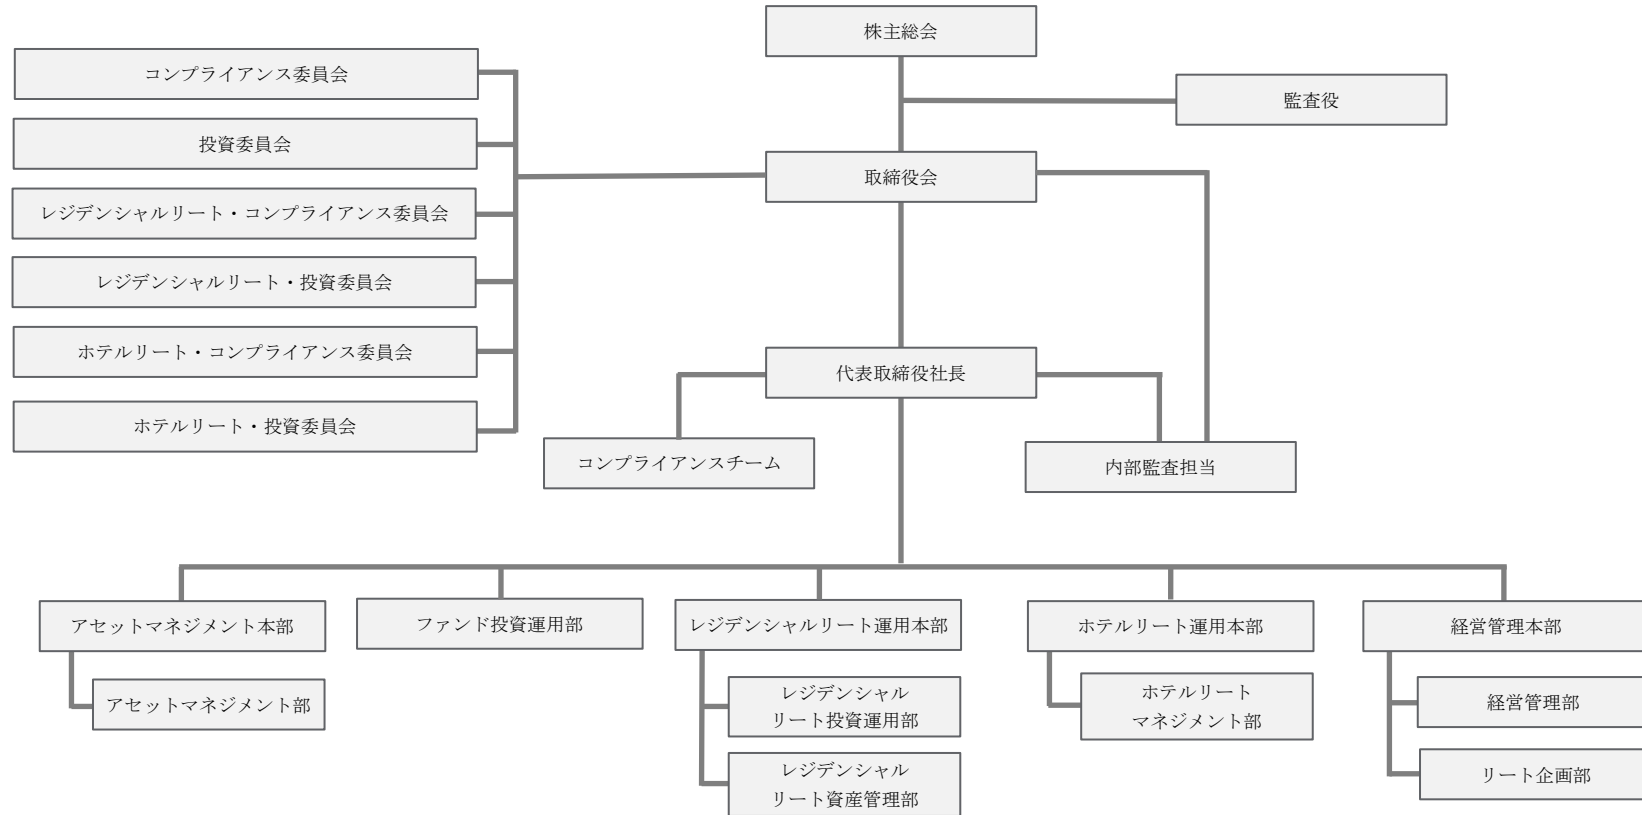 株主総会
コンプライアンス委員会
監査役
投資委員会
取締役会
レジデンシャルリート・コンプライアンス委員会
レジデンシャルリート・投資委員会
ホテルリート・コンプライアンス委員会
代表取締役社長
ホテルリート・投資委員会
コンプライアンスチーム
内部監査担当
アセットマネジメント本部
ファンド投資運用部
レジデンシャルリート運用本部
ホテルリート運用本部
経営管理本部
アセットマネジメント部
レジデンシャル
リート投資運用部
ホテルリート
マネジメント部
経営管理部
レジデンシャル
リート資産管理部
リート企画部